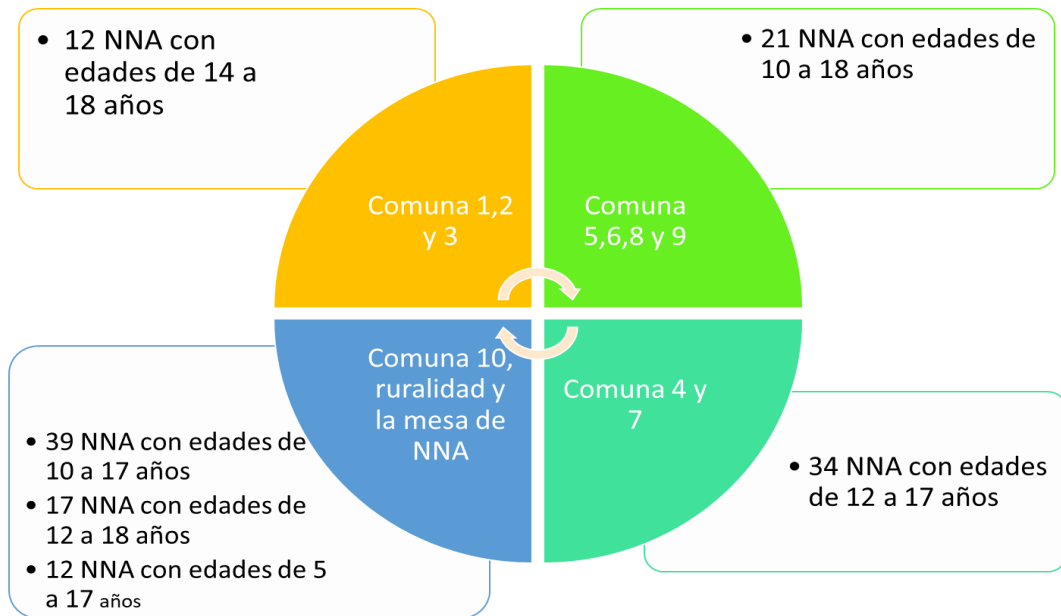 • 12 NNA con
edades de 14 a
18 años
• 21 NNA con edades de
10 a 18 años
Comuna 1,2
y 3
Comuna
5,6,8 y 9
Comuna 10,
ruralidad y
la mesa de
NNA
Comuna 4 y
7
• 39 NNA con edades de
10 a 17 años
• 17 NNA con edades de
12 a 18 años
• 12 NNA con edades de 5
a 17 años
• 34 NNA con edades
de 12 a 17 años